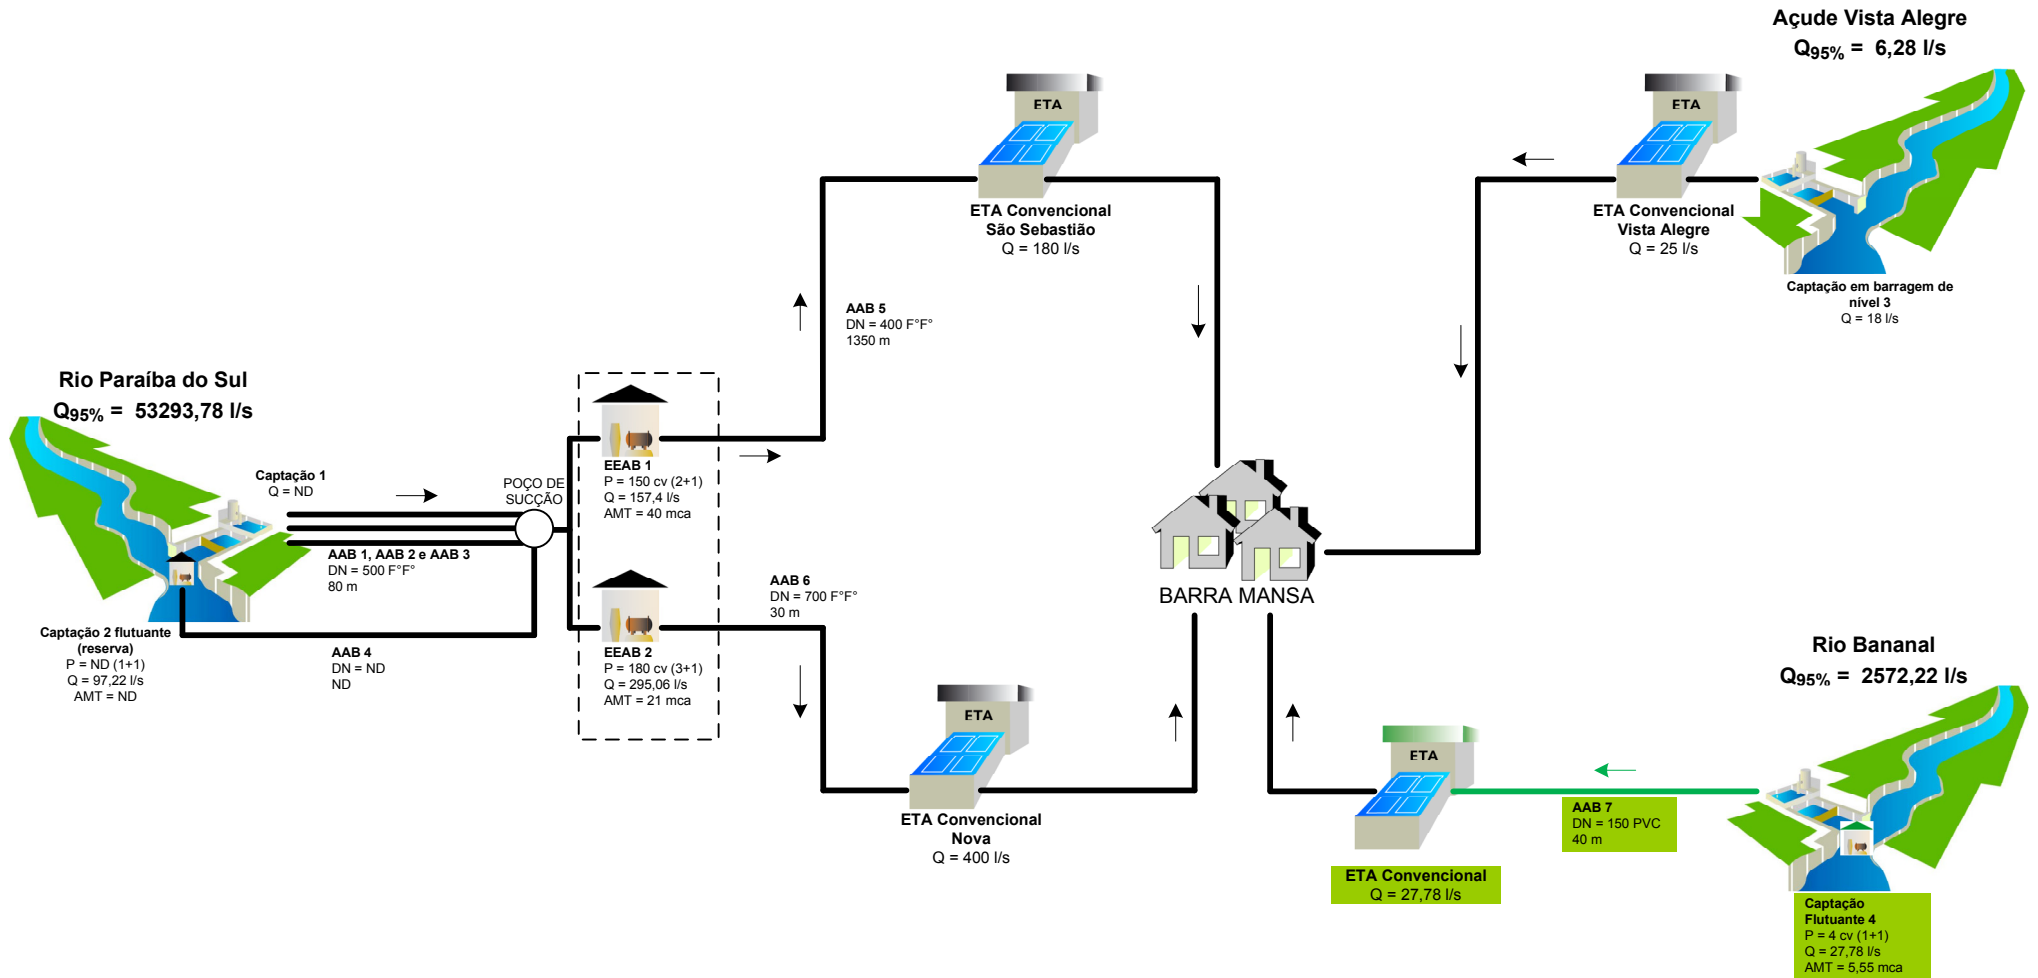 Açude Vista Alegre
Q95% = 6,28 l/s
ETA
ETA Convencional
São Sebastião
Q = 180 l/s
ETA
ETA Convencional
Vista Alegre
Q = 25 l/s
Captação em barragem de
nível 3
Q = 18 l/s
AAB 5
DN = 400 F°F°
1350 m
Rio Paraíba do Sul
Q95% = 53293,78 l/s
Captação 1
Q = ND
POÇO DE
SUCÇÃO
AAB 1, AAB 2 e AAB 3
DN = 500 F°F°
80 m
EEAB 1
P = 150 cv (2+1)
Q = 157,4 l/s
AMT = 40 mca
Captação 2 flutuante
(reserva)
P = ND (1+1)
Q = 97,22 l/s
AMT = ND
AAB 4
DN = ND
ND
EEAB 2
P = 180 cv (3+1)
Q = 295,06 l/s
AMT = 21 mca
AAB 6
DN = 700 F°F°
30 m
BARRA MANSA
ETA
ETA Convencional
Nova
Q = 400 l/s
Rio Bananal
Q95% = 2572,22 l/s
ETA
ETA Convencional
Q = 27,78 l/s
AAB 7
DN = 150 PVC
40 m
Captação
Flutuante 4
P = 4 cv (1+1)
Q = 27,78 l/s
AMT = 5,55 mca